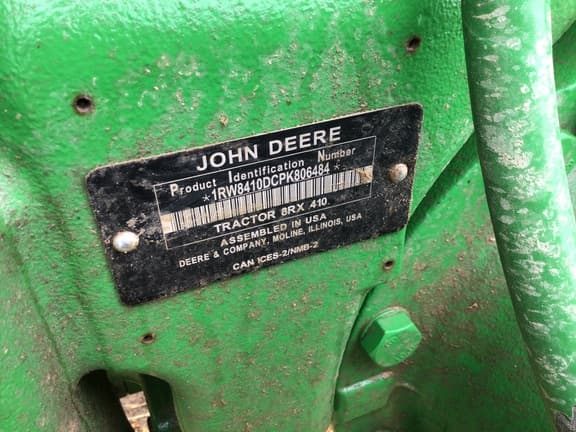 JOHN DEERE
Product Identification Number
*1RW8410DCPK806484*
TRACTOR 8RX 410
ASSEMBLED IN USA
DEERE & COMPANY, MOLINE, ILLINOIS, USA
CAN ICES-2/NMB-2